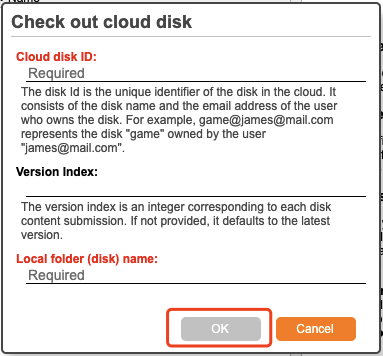 Check out cloud disk
Cloud disk ID:
Required
The disk Id is the unique identifier of the disk in the cloud. It
consists of the disk name and the email address of the user
who owns the disk. For example, game@james@mail.com
represents the disk "game" owned by the user
"james@mail.com".
Version Index:
The version index is an integer corresponding to each disk
content submission. If not provided, it defaults to the latest
version.
Local folder (disk) name:
Required
OK
Cancel